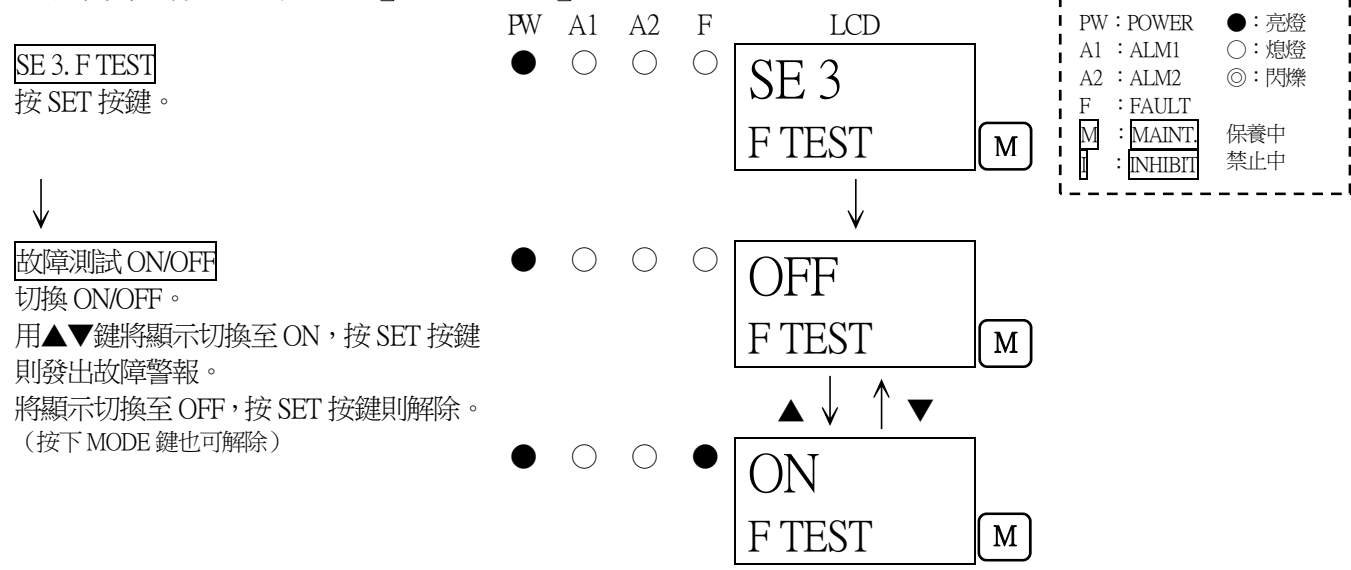 PW A1 A2 F LCD
SE 3. F TEST
按 SET 按鍵。
● ○ ○ ○
SE 3
F TEST
M
PW：POWER ●：亮燈
A1：ALM1 ○：熄燈
A2：ALM2 ◎：閃爍
F：FAULT
M：MAINT. 保養中
I：INHIBIT 禁止中
故障測試 ON/OFF
切換 ON/OFF。
用▲▼鍵將顯示切換至 ON，按 SET 按鍵
則發出故障警報。
將顯示切換至 OFF，按 SET 按鍵則解除。
（按下 MODE 鍵也可解除）
● ○ ○ ○
OFF
F TEST
M
▲ ▼
● ○ ○ ●
ON
F TEST
M